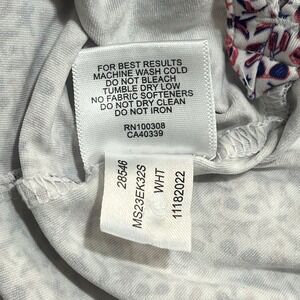 FOR BEST RESULTS
MACHINE WASH COLD
DO NOT BLEACH
TUMBLE DRY LOW
NO FABRIC SOFTENERS
DO NOT DRY CLEAN
DO NOT IRON
RN100308
CA40339
28546
MS23EK32S
WHT
11182022